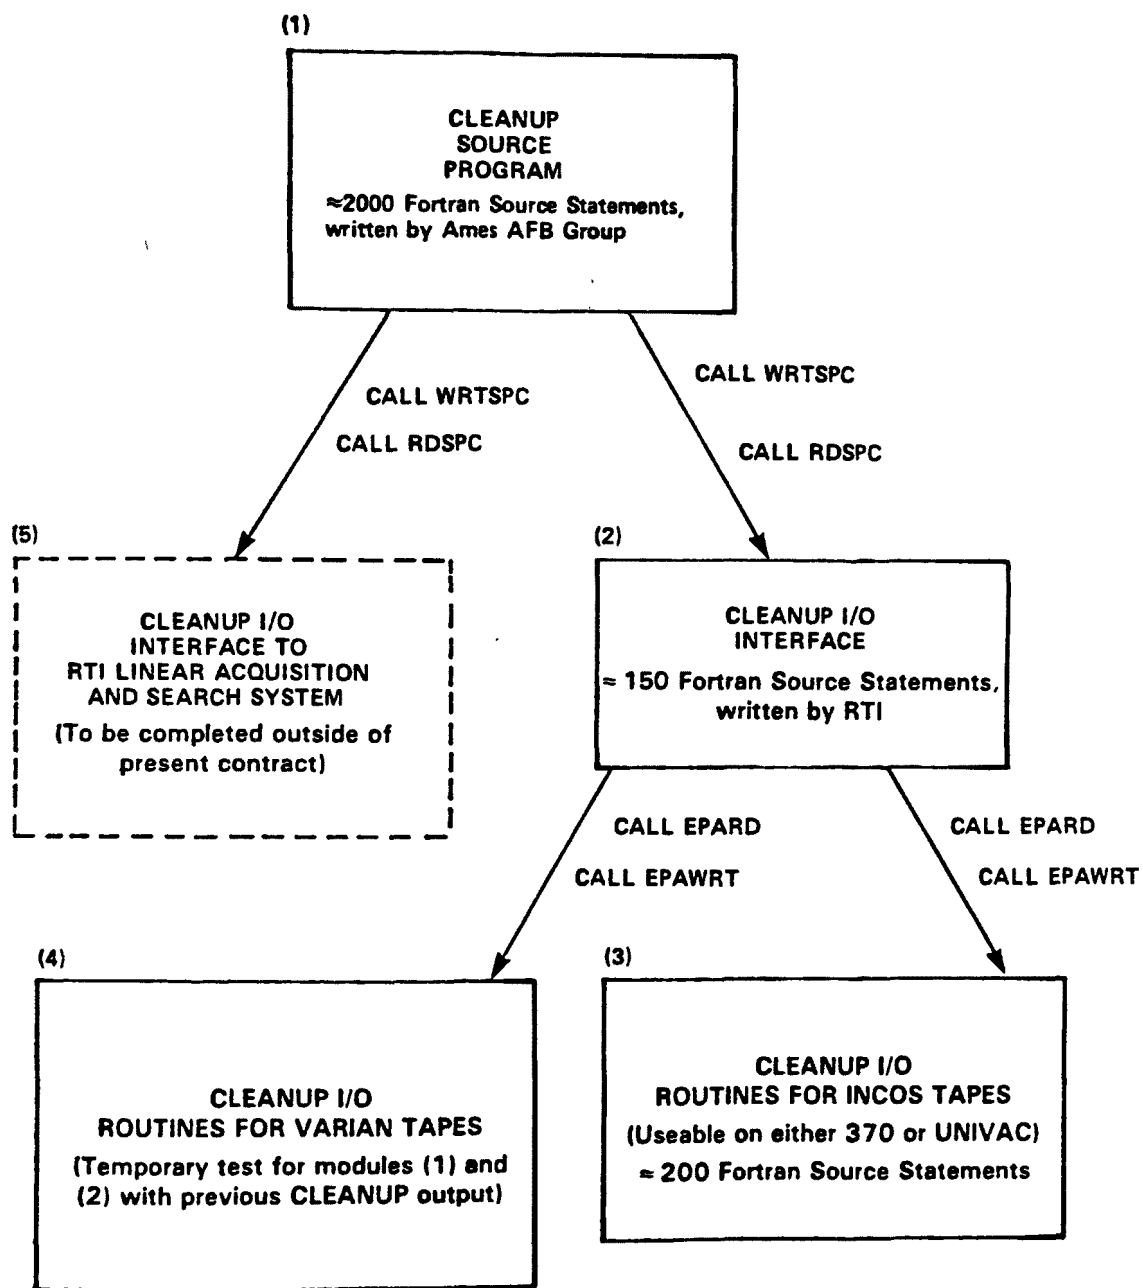 (1)
CLEANUP
SOURCE
PROGRAM
≈2000 Fortran Source Statements,
written by Ames AFB Group
CALL WRTSPC
CALL RDSPC
CALL WRTSPC
CALL RDSPC
(5)
CLEANUP I/O
INTERFACE TO
RTI LINEAR ACQUISITION
AND SEARCH SYSTEM
(To be completed outside of
present contract)
(2)
CLEANUP I/O
INTERFACE
≈ 150 Fortran Source Statements,
written by RTI
CALL EPARD
CALL EPAWRT
CALL EPARD
CALL EPAWRT
(4)
CLEANUP I/O
ROUTINES FOR VARIAN TAPES
(Temporary test for modules (1) and
(2) with previous CLEANUP output)
(3)
CLEANUP I/O
ROUTINES FOR INCOS TAPES
(Useable on either 370 or UNIVAC)
≈ 200 Fortran Source Statements